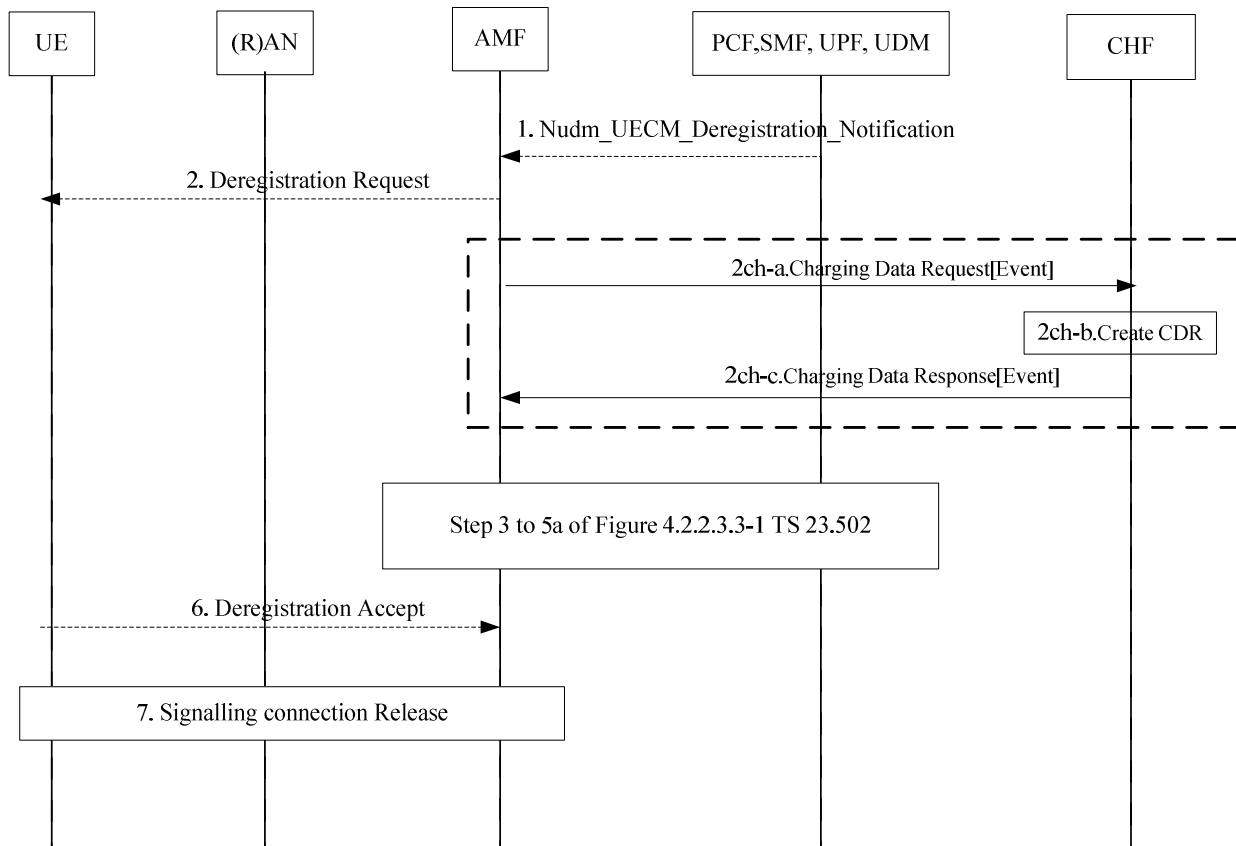 UE
(R)AN
AMF
PCF,SMF, UPF, UDM
CHF
1. Nudm_UECM_Deregistration_Notification
2. Deregistration Request
2ch-a.Charging Data Request[Event]
2ch-b.Create CDR
2ch-c.Charging Data Response[Event]
Step 3 to 5a of Figure 4.2.2.3.3-1 TS 23.502
6. Deregistration Accept
7. Signalling connection Release